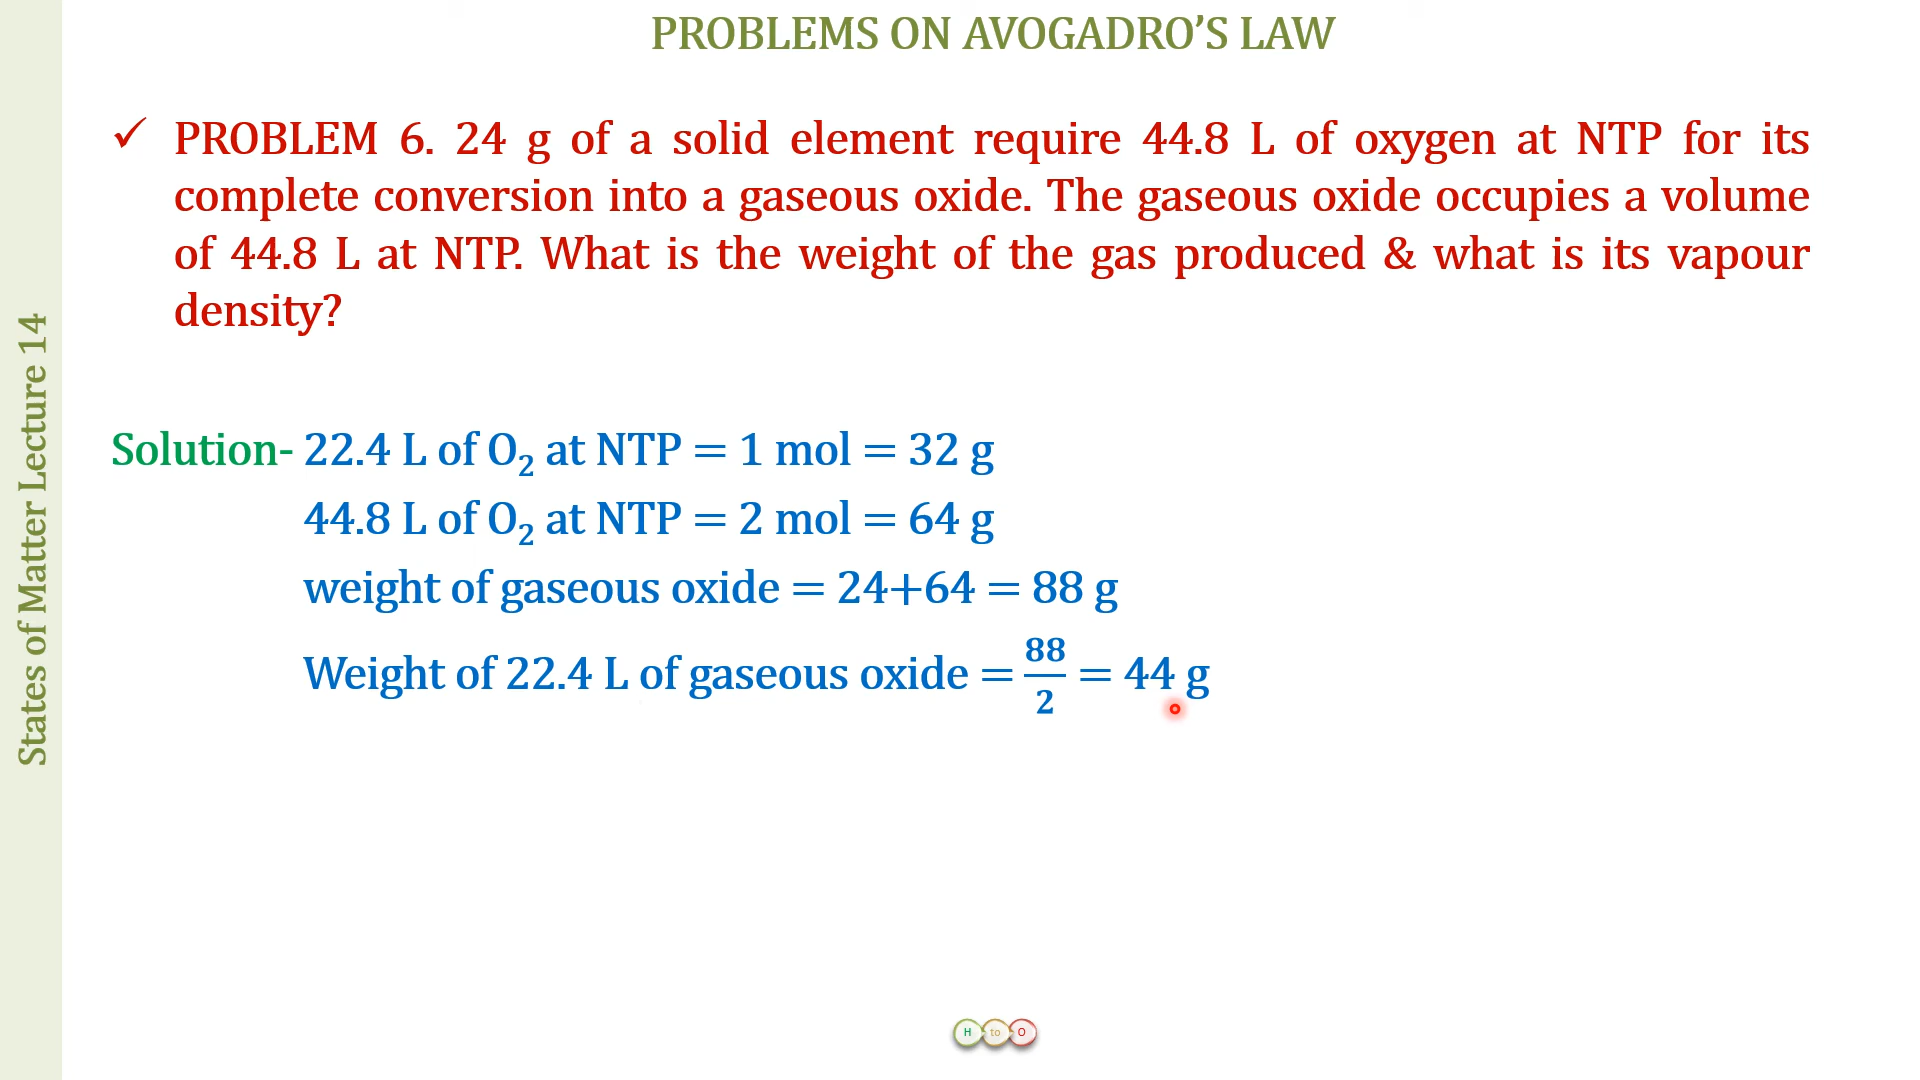 PROBLEMS ON AVOGADRO’S LAW
✓ PROBLEM 6. 24 g of a solid element require 44.8 L of oxygen at NTP for its
complete conversion into a gaseous oxide. The gaseous oxide occupies a volume
of 44.8 L at NTP. What is the weight of the gas produced & what is its vapour
density?
Solution- 22.4 L of O₂ at NTP = 1 mol = 32 g
44.8 L of O₂ at NTP = 2 mol = 64 g
weight of gaseous oxide = 24+64 = 88 g
Weight of 22.4 L of gaseous oxide = 88/2 = 44 g
States of Matter Lecture 14
H to O